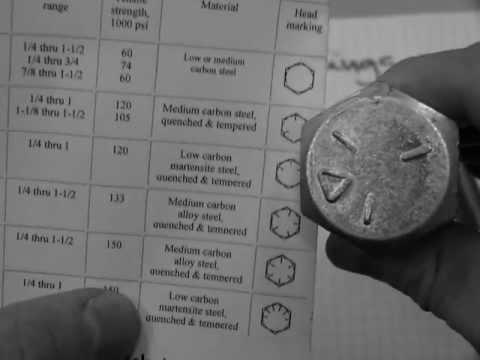 range
strength,
1000 psi
Material
Head
marking
1/4 thru 1-1/2
1/4 thru 3/4
7/8 thru 1-1/2
60
74
60
Low or medium
carbon steel
1/4 thru 1
1-1/8 thru 1-1/2
120
105
Medium carbon steel,
quenched & tempered
1/4 thru 1
120
Low carbon
martensite steel,
quenched & tempered
1/4 thru 1-1/2
133
Medium carbon
alloy steel,
quenched & tempered
1/4 thru 1-1/2
150
Medium carbon
alloy steel,
quenched & tempered
1/4 thru 1
Low carbon
martensite steel,
quenched & tempered